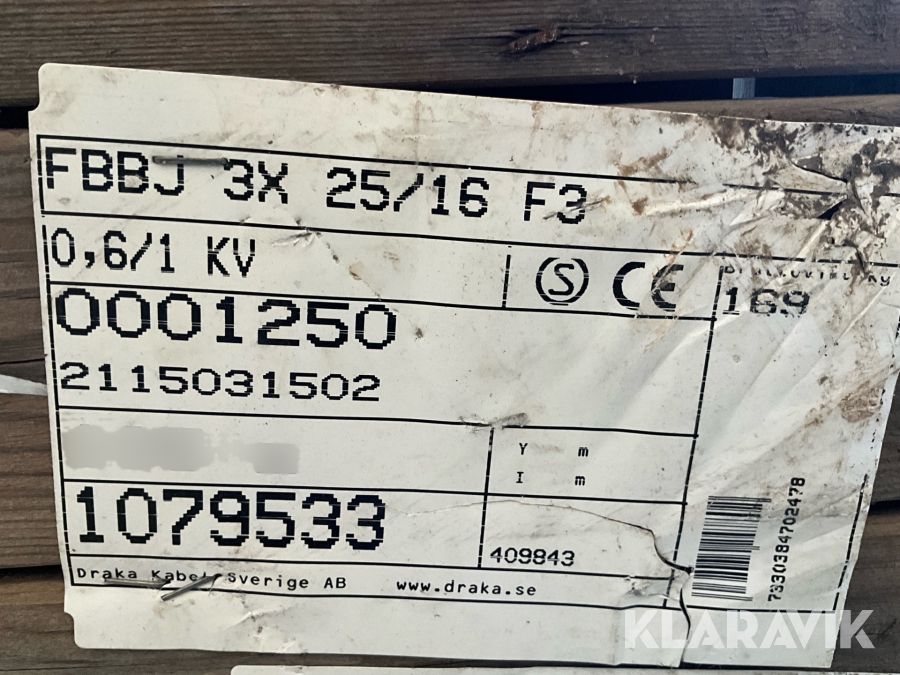 FBBJ 3X 25/16 F3
0,6/1 KV
S CE
169
0001250
2115031502
Y m
I m
1079533
409843
7330384702478
Draka Kabel Sverige AB www.draka.se
KLARAVIK